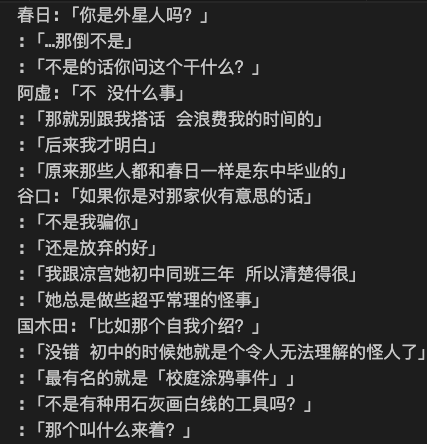 春日:「你是外星人吗？」
:「…那倒不是」
:「不是的话你问这个干什么？」
阿虚:「不 没什么事」
:「那就别跟我搭话 会浪费我的时间的」
:「后来我才明白」
:「原来那些人都和春日一样是东中毕业的」
谷口:「如果你是对那家伙有意思的话」
:「不是我骗你」
:「还是放弃的好」
:「我跟凉宫她初中同班三年 所以清楚得很」
:「她总是做些超乎常理的怪事」
国木田:「比如那个自我介绍？」
:「没错 初中的时候她就是个令人无法理解的怪人了」
:「最有名的就是「校庭涂鸦事件」」
:「不是有种用石灰画白线的工具吗？」
:「那个叫什么来着？」